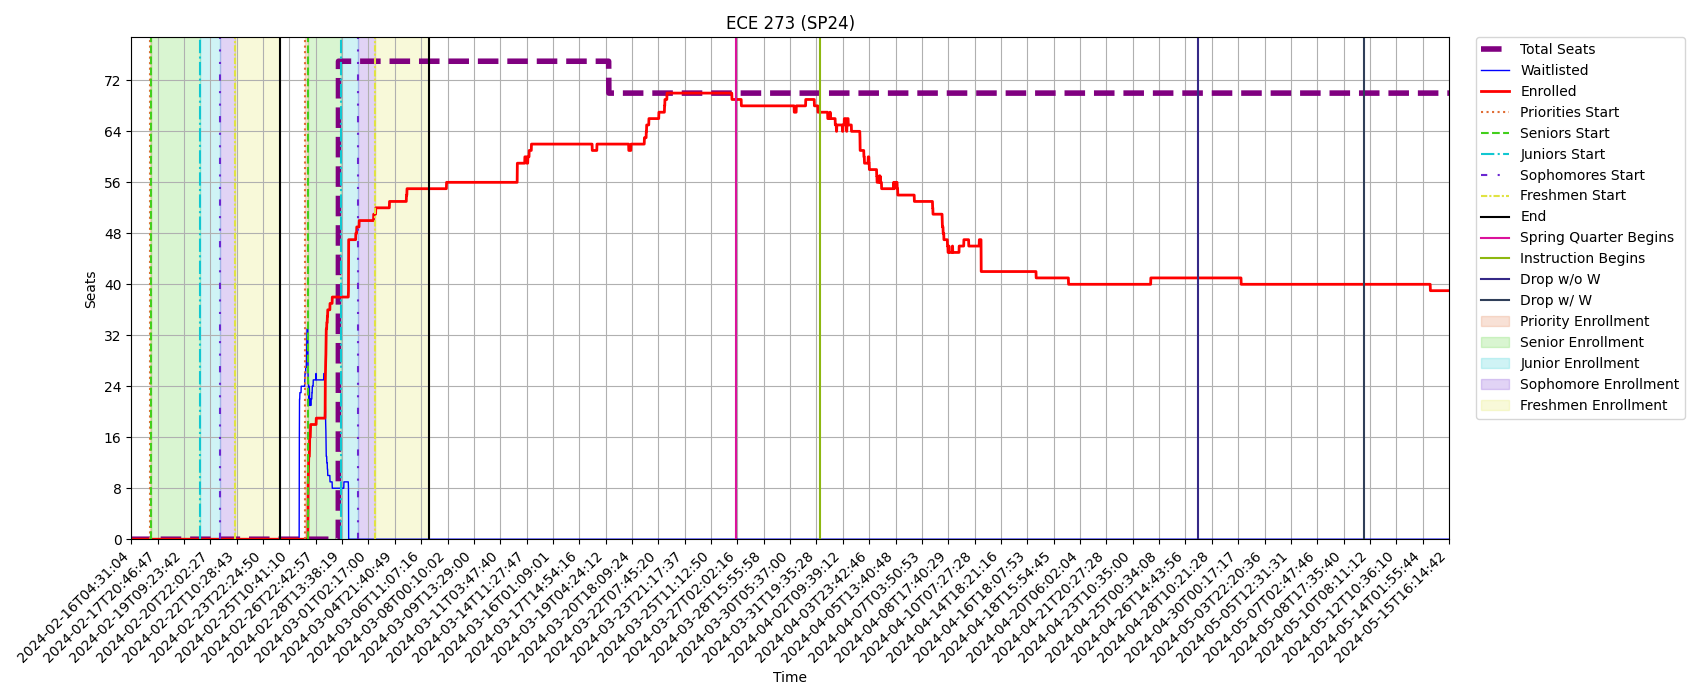 ECE 273 (SP24)
Seats
72
64
56
48
40
32
24
16
8
0
2024-02-16T04:31:04
2024-02-17T20:46:47
2024-02-19T09:23:42
2024-02-20T22:02:27
2024-02-22T10:28:43
2024-02-23T22:24:50
2024-02-25T10:41:10
2024-02-26T22:42:57
2024-02-28T13:38:19
2024-03-01T02:17:00
2024-03-04T21:40:49
2024-03-06T11:07:16
2024-03-08T00:10:02
2024-03-09T13:29:00
2024-03-11T03:47:40
2024-03-14T11:27:47
2024-03-16T01:09:01
2024-03-17T14:54:16
2024-03-19T04:24:12
2024-03-20T18:09:24
2024-03-22T07:45:20
2024-03-23T21:17:37
2024-03-25T11:12:50
2024-03-27T02:02:16
2024-03-28T15:55:58
2024-03-30T05:37:00
2024-03-31T19:35:28
2024-04-02T09:39:12
2024-04-03T23:42:46
2024-04-05T13:40:48
2024-04-07T03:50:53
2024-04-08T17:40:29
2024-04-10T07:27:28
2024-04-14T18:21:16
2024-04-16T18:07:53
2024-04-18T15:54:45
2024-04-20T06:02:04
2024-04-21T20:27:28
2024-04-23T10:35:00
2024-04-25T00:34:08
2024-04-26T14:43:56
2024-04-28T10:21:28
2024-04-30T00:17:17
2024-05-03T22:20:36
2024-05-05T12:31:31
2024-05-07T02:47:46
2024-05-08T17:35:40
2024-05-10T08:11:12
2024-05-12T10:36:10
2024-05-14T01:55:44
2024-05-15T16:14:42
Time
Total Seats
Waitlisted
Enrolled
Priorities Start
Seniors Start
Juniors Start
Sophomores Start
Freshmen Start
End
Spring Quarter Begins
Instruction Begins
Drop w/o W
Drop w/ W
Priority Enrollment
Senior Enrollment
Junior Enrollment
Sophomore Enrollment
Freshmen Enrollment